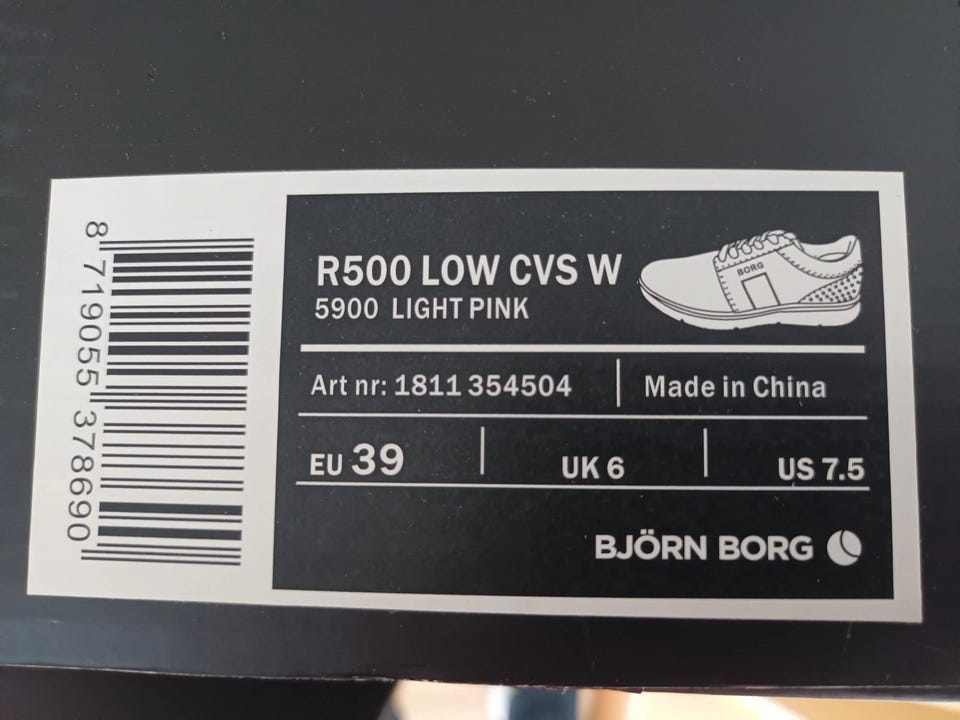 8 719055 378690
R500 LOW CVS W
5900 LIGHT PINK
BORG
Art nr: 1811 354504 Made in China
EU 39 UK 6 US 7.5
BJÖRN BORG